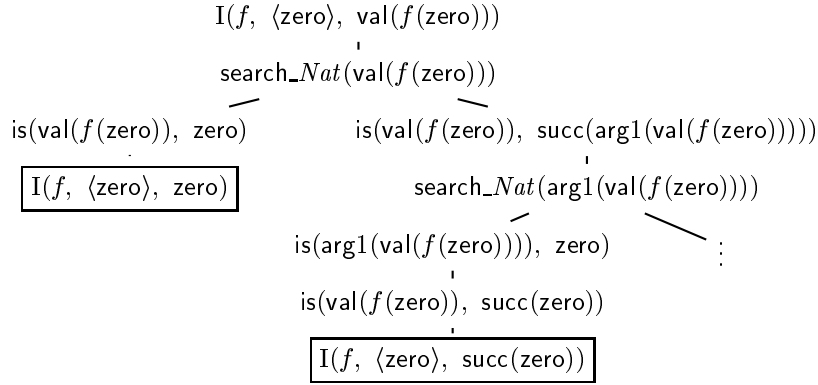 I(f, ⟨zero⟩, val(f(zero)))
search_Nat(val(f(zero)))
is(val(f(zero)), zero)
is(val(f(zero)), succ(arg1(val(f(zero)))))
I(f, ⟨zero⟩, zero)
search_Nat(arg1(val(f(zero))))
is(arg1(val(f(zero)))), zero)
is(val(f(zero)), succ(zero))
I(f, ⟨zero⟩, succ(zero))